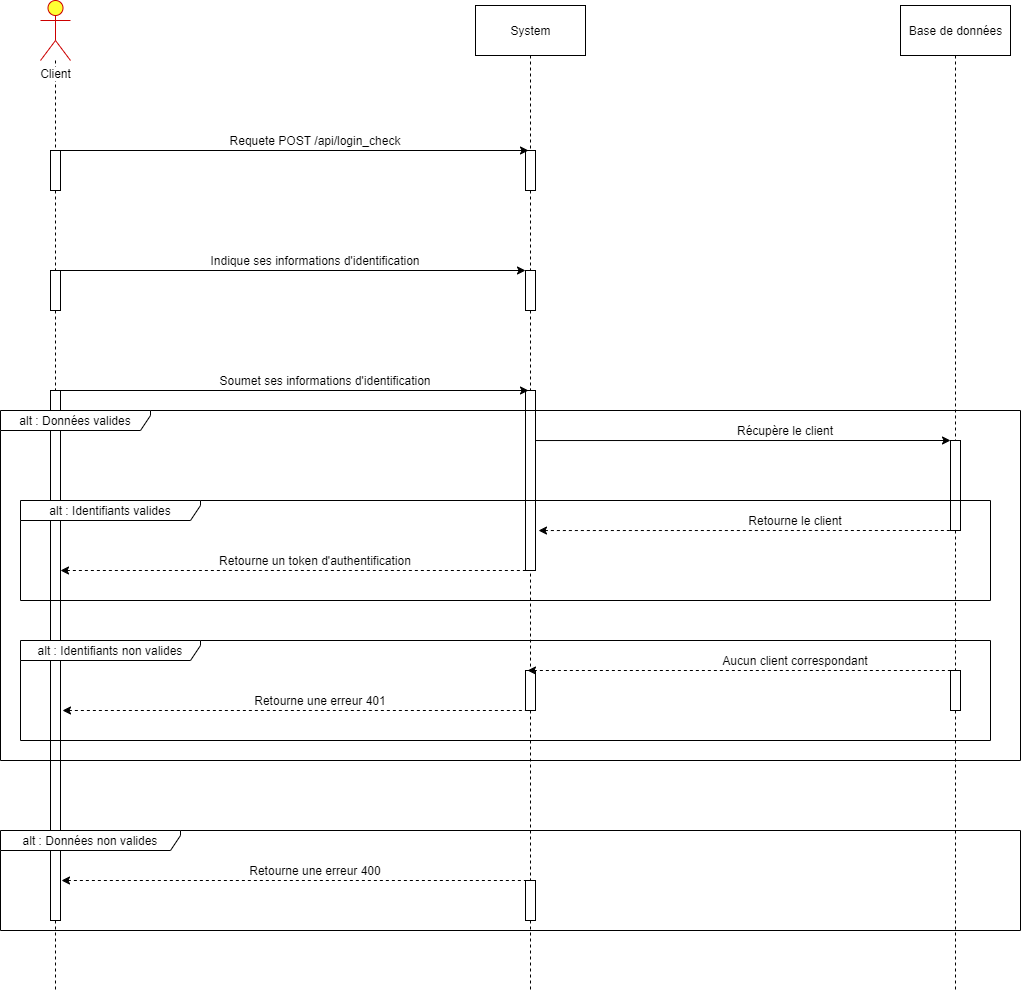 System
Base de données
Client
Requete POST /api/login_check
Indique ses informations d'identification
Soumet ses informations d'identification
alt : Données valides
Récupère le client
alt : Identifiants valides
Retourne le client
Retourne un token d'authentification
alt : Identifiants non valides
Aucun client correspondant
Retourne une erreur 401
alt : Données non valides
Retourne une erreur 400